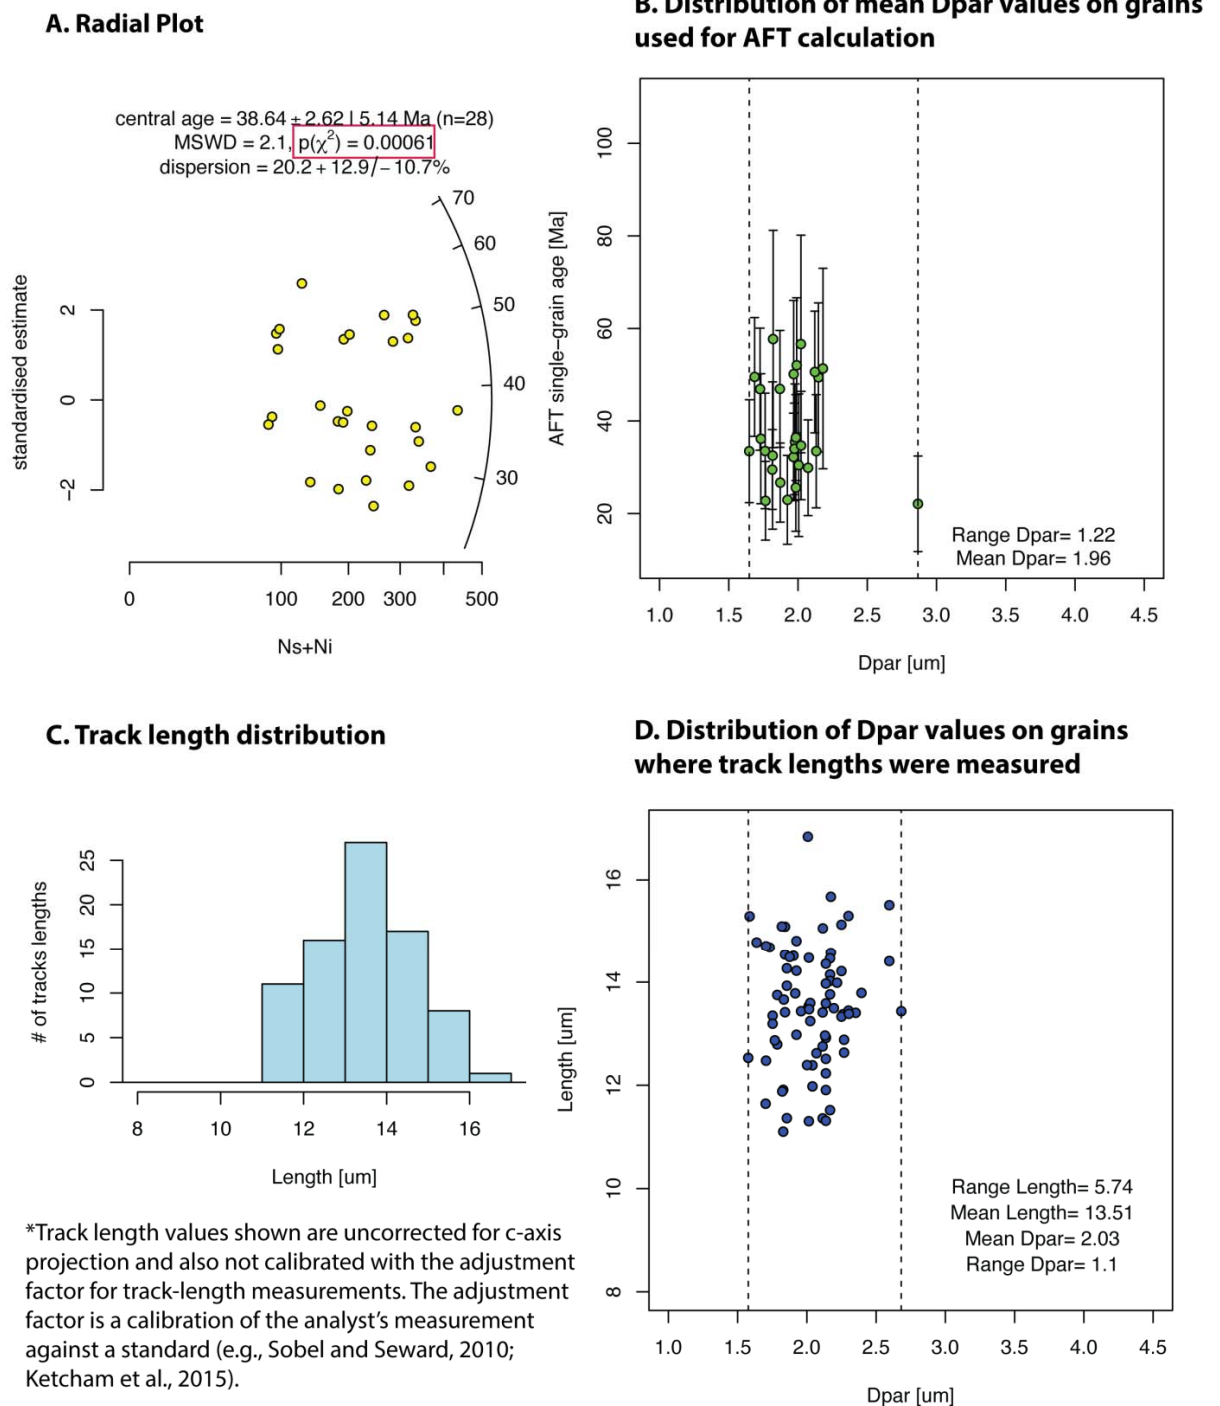 A. Radial Plot
central age = 38.64 ± 2.62 | 5.14 Ma (n=28)
MSWD = 2.1, p(χ²) = 0.00061
dispersion = 20.2 + 12.9/− 10.7%
standardised estimate
2
0
−2
70
60
50
40
30
0 100 200 300 500
Ns+Ni
B. Distribution of mean Dpar values on grains
used for AFT calculation
AFT single−grain age [Ma]
100
80
60
40
20
Range Dpar= 1.22
Mean Dpar= 1.96
1.0 1.5 2.0 2.5 3.0 3.5 4.0 4.5
Dpar [um]
C. Track length distribution
# of tracks lengths
25
20
15
10
5
0
8 10 12 14 16
Length [um]
*Track length values shown are uncorrected for c-axis
projection and also not calibrated with the adjustment
factor for track-length measurements. The adjustment
factor is a calibration of the analyst’s measurement
against a standard (e.g., Sobel and Seward, 2010;
Ketcham et al., 2015).
D. Distribution of Dpar values on grains
where track lengths were measured
Length [um]
16
14
12
10
8
Range Length= 5.74
Mean Length= 13.51
Mean Dpar= 2.03
Range Dpar= 1.1
1.0 1.5 2.0 2.5 3.0 3.5 4.0 4.5
Dpar [um]